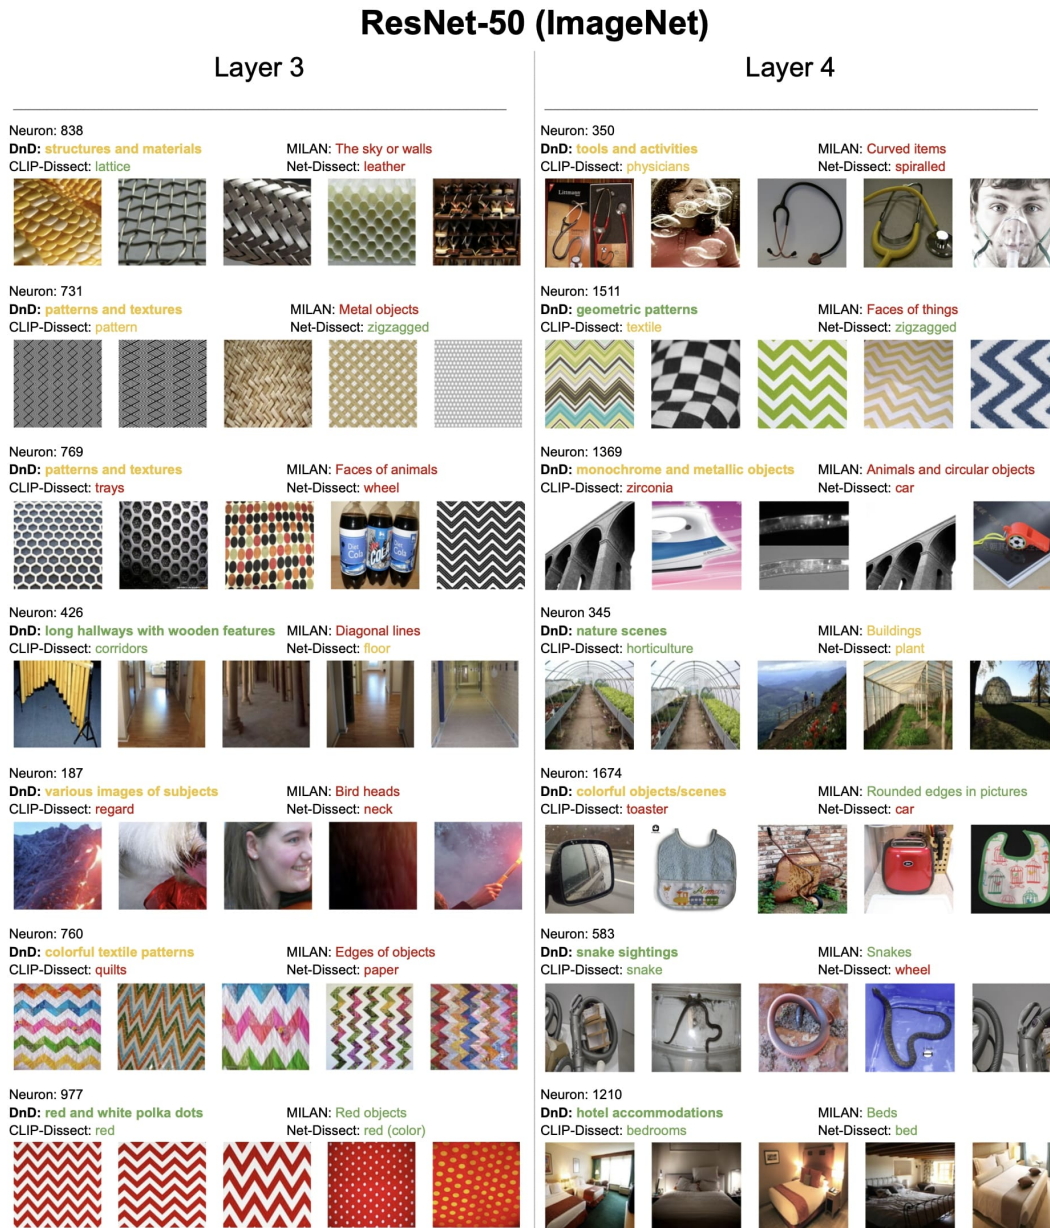 ResNet-50 (ImageNet)
Layer 3
Neuron: 838
DnD: structures and materials MILAN: The sky or walls
CLIP-Dissect: lattice Net-Dissect: leather
Neuron: 731
DnD: patterns and textures MILAN: Metal objects
CLIP-Dissect: pattern Net-Dissect: zigzagged
Neuron: 769
DnD: patterns and textures MILAN: Faces of animals
CLIP-Dissect: trays Net-Dissect: wheel
Diet Cola
COLA
Diet Cola
Neuron: 426
DnD: long hallways with wooden features MILAN: Diagonal lines
CLIP-Dissect: corridors Net-Dissect: floor
Neuron: 187
DnD: various images of subjects MILAN: Bird heads
CLIP-Dissect: regard Net-Dissect: neck
Neuron: 760
DnD: colorful textile patterns MILAN: Edges of objects
CLIP-Dissect: quilts Net-Dissect: paper
Neuron: 977
DnD: red and white polka dots MILAN: Red objects
CLIP-Dissect: red Net-Dissect: red (color)
Layer 4
Neuron: 350
DnD: tools and activities MILAN: Curved items
CLIP-Dissect: physicians Net-Dissect: spiralled
Littmann
Neuron: 1511
DnD: geometric patterns MILAN: Faces of things
CLIP-Dissect: textile Net-Dissect: zigzagged
Neuron: 1369
DnD: monochrome and metallic objects MILAN: Animals and circular objects
CLIP-Dissect: zirconia Net-Dissect: car
Neuron 345
DnD: nature scenes MILAN: Buildings
CLIP-Dissect: horticulture Net-Dissect: plant
Neuron: 1674
DnD: colorful objects/scenes MILAN: Rounded edges in pictures
CLIP-Dissect: toaster Net-Dissect: car
Neuron: 583
DnD: snake sightings MILAN: Snakes
CLIP-Dissect: snake Net-Dissect: wheel
Neuron: 1210
DnD: hotel accommodations MILAN: Beds
CLIP-Dissect: bedrooms Net-Dissect: bed